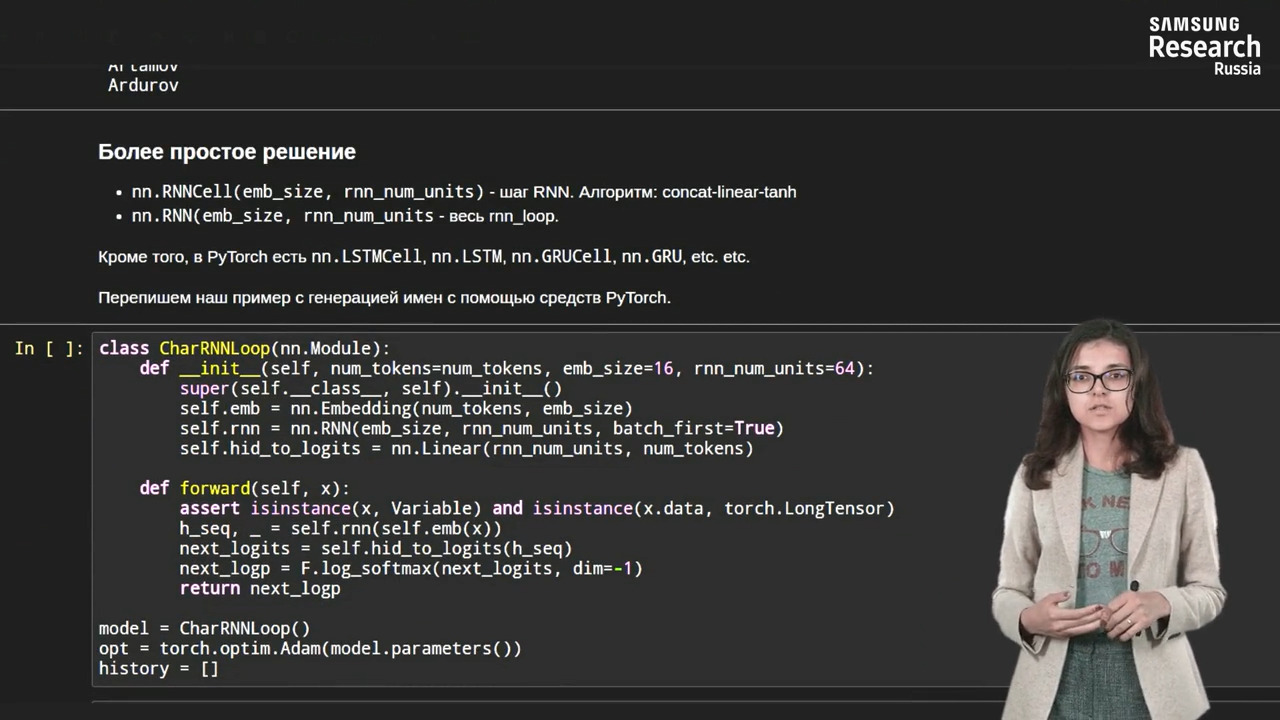 SAMSUNG
Research
Russia
Artamov
Ardurov
Более простое решение
• nn.RNNCell(emb_size, rnn_num_units) - шаг RNN. Алгоритм: concat-linear-tanh
• nn.RNN(emb_size, rnn_num_units - весь rnn_loop.
Кроме того, в PyTorch есть nn.LSTMCell, nn.LSTM, nn.GRUCell, nn.GRU, etc. etc.
Перепишем наш пример с генерацией имен с помощью средств PyTorch.
In [ ]:
class CharRNNLoop(nn.Module):
    def __init__(self, num_tokens=num_tokens, emb_size=16, rnn_num_units=64):
        super(self.__class__, self).__init__()
        self.emb = nn.Embedding(num_tokens, emb_size)
        self.rnn = nn.RNN(emb_size, rnn_num_units, batch_first=True)
        self.hid_to_logits = nn.Linear(rnn_num_units, num_tokens)
    def forward(self, x):
        assert isinstance(x, Variable) and isinstance(x.data, torch.LongTensor)
        h_seq, _ = self.rnn(self.emb(x))
        next_logits = self.hid_to_logits(h_seq)
        next_logp = F.log_softmax(next_logits, dim=-1)
        return next_logp
model = CharRNNLoop()
opt = torch.optim.Adam(model.parameters())
history = []